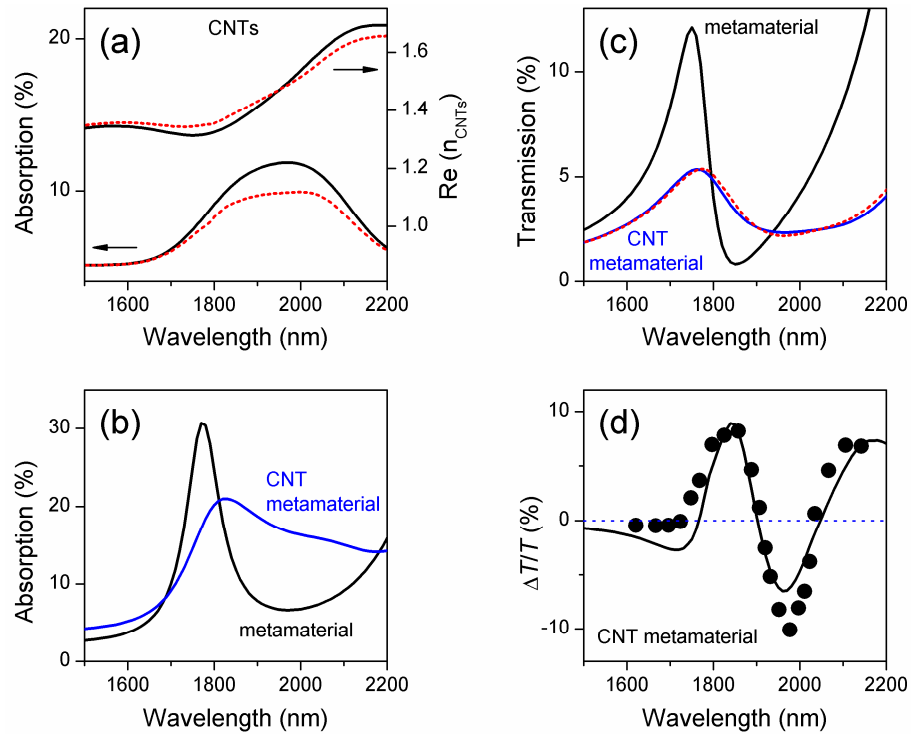 (a)
CNTs
20
10
Absorption (%)
1.6
1.4
1.2
1.0
Re (nCNTs)
1600 1800 2000 2200
Wavelength (nm)
(c)
metamaterial
10
5
0
Transmission (%)
CNT
metamaterial
1600 1800 2000 2200
Wavelength (nm)
(b)
30
20
10
0
Absorption (%)
CNT
metamaterial
metamaterial
1600 1800 2000 2200
Wavelength (nm)
(d)
10
0
-10
ΔT/T (%)
CNT metamaterial
1600 1800 2000 2200
Wavelength (nm)